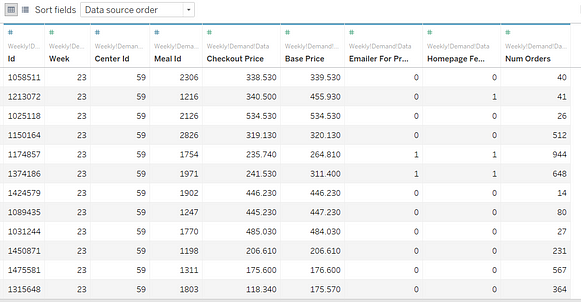 Sort fields Data source order
# # # # # # # # #
Weekly!D... Weekly!D... Weekly!Dem... Weekly!Dema... Weekly!Demand!Data Weekly!Demand!Data Weekly!Demand!Data Weekly!Demand!Data Weekly!Demand!Data
Id Week Center Id Meal Id Checkout Price Base Price Emailer For Pr... Homepage Fe... Num Orders
1058511 23 59 2306 338.530 339.530 0 0 40
1213072 23 59 1216 340.500 455.930 0 1 41
1025118 23 59 2126 534.530 534.530 0 0 26
1150164 23 59 2826 319.130 320.130 0 0 512
1174857 23 59 1754 235.740 264.810 1 1 944
1374186 23 59 1971 241.530 311.400 1 1 648
1424579 23 59 1902 446.230 446.230 0 0 14
1089435 23 59 1247 445.230 447.230 0 0 80
1031244 23 59 1770 485.030 484.030 0 0 27
1450871 23 59 1198 206.610 206.610 0 0 231
1475581 23 59 1311 175.600 176.600 0 0 567
1315648 23 59 1803 118.340 175.570 0 0 364